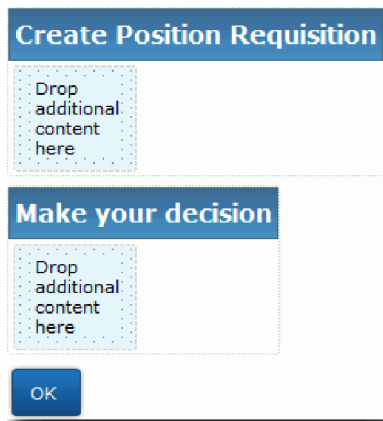 Create Position Requisition
Drop
additional
content
here
Make your decision
Drop
additional
content
here
OK